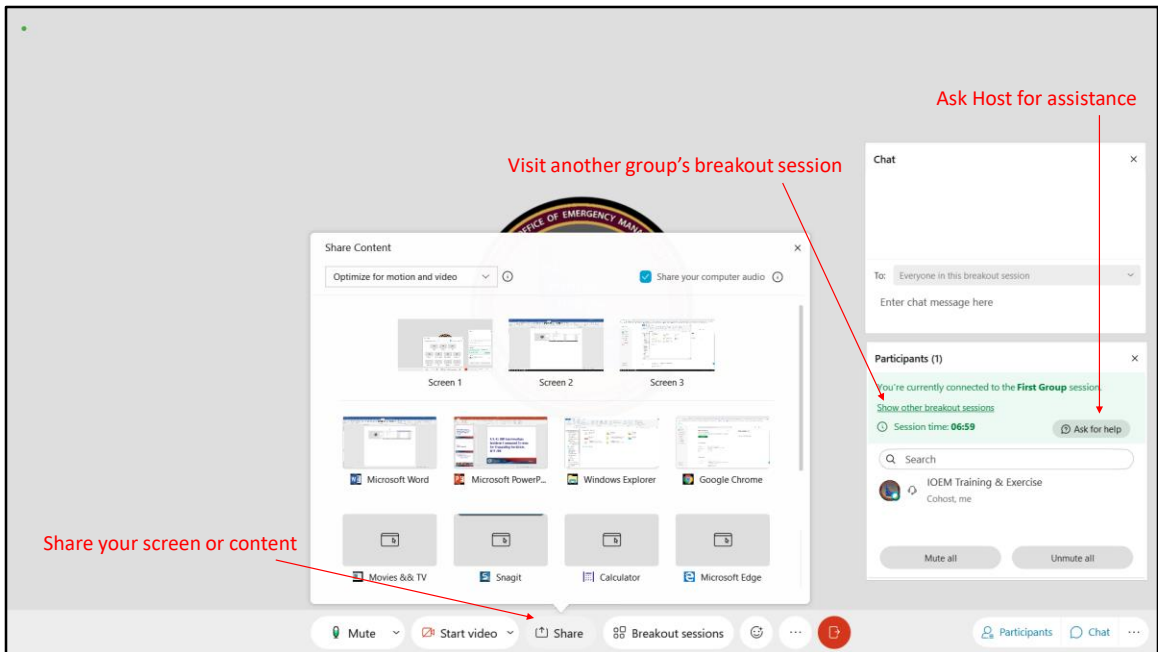 Ask Host for assistance
Visit another group's breakout session
Chat
OFFICE OF EMERGENCY
Share Content
Optimize for motion and video
Share your computer audio
To: Everyone in this breakout session
Enter chat message here
Screen 1
Screen 2
Screen 3
Participants (1)
You're currently connected to the First Group session.
Show other breakout sessions
Session time: 06:59
Ask for help
Search
IOEM Training & Exercise
Cohost, me
Microsoft Word
Microsoft PowerP...
Windows Explorer
Google Chrome
Share your screen or content
Movies && TV
Snagit
Calculator
Microsoft Edge
Mute all
Unmute all
Mute
Start video
Share
Breakout sessions
Participants
Chat